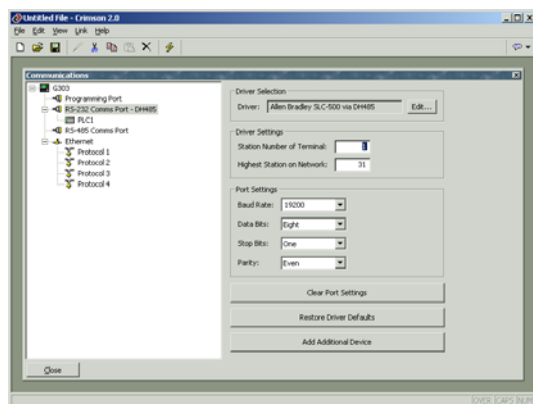 Untitled File - Crimson 2.0
File Edit View Link Help
Communications
G303
Programming Port
RS-232 Comms Port - DH485
PLC1
RS-485 Comms Port
Ethernet
Protocol 1
Protocol 2
Protocol 3
Protocol 4
Driver Selection
Driver: Allen Bradley SLC-500 via DH485 Edit...
Driver Settings
Station Number of Terminal:
Highest Station on Network: 31
Port Settings
Baud Rate: 19200
Data Bits: Eight
Stop Bits: One
Parity: Even
Clear Port Settings
Restore Driver Defaults
Add Additional Device
Close
OVER CAPS NUM